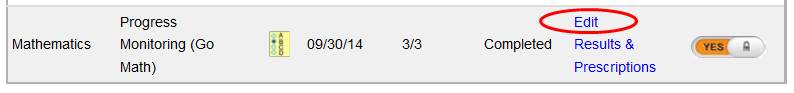 Mathematics
Progress
Monitoring (Go
Math)
A
B
C
D
09/30/14
3/3
Completed
Edit
Results &
Prescriptions
YES